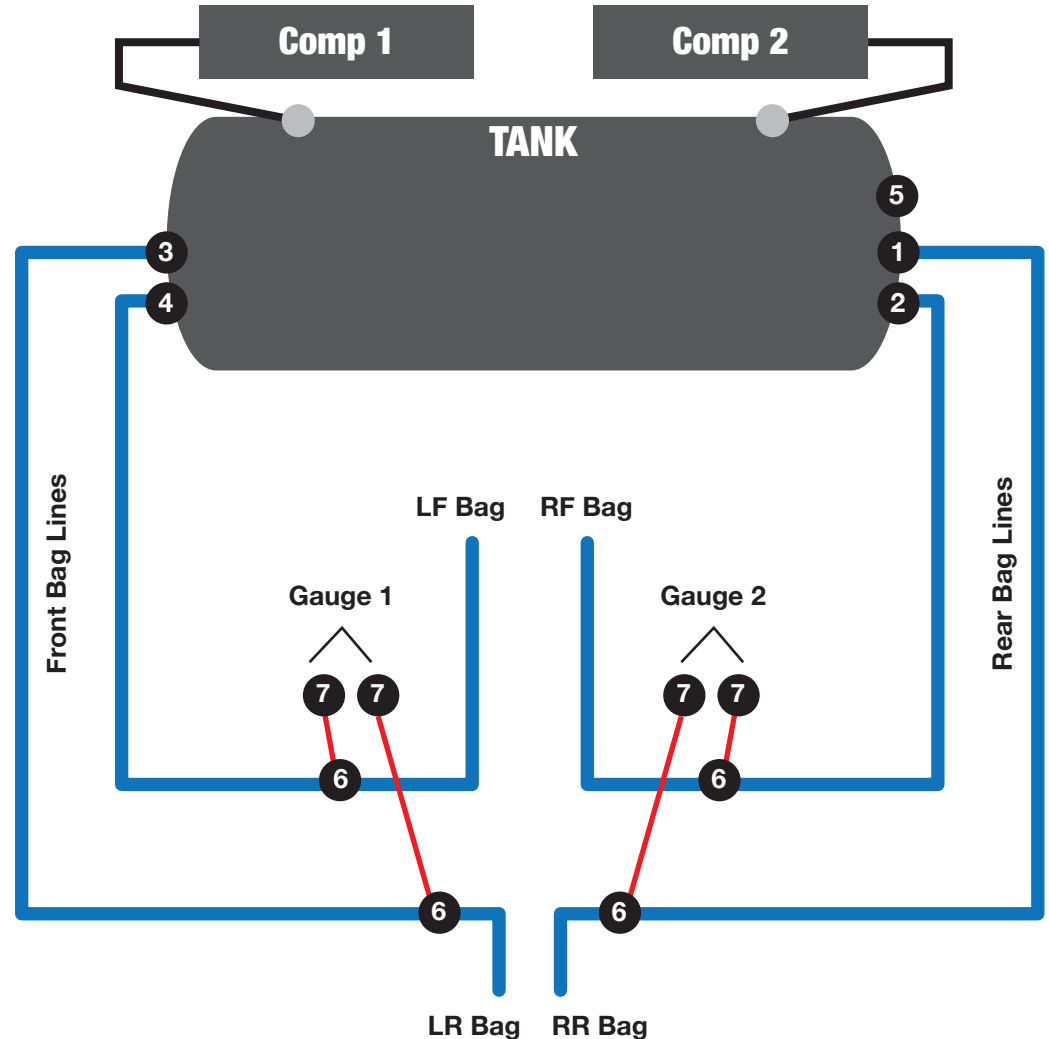 Comp 1
Comp 2
TANK
5
3
1
4
2
Front Bag Lines
Rear Bag Lines
LF Bag
RF Bag
Gauge 1
Gauge 2
7
7
7
7
6
6
6
6
LR Bag
RR Bag